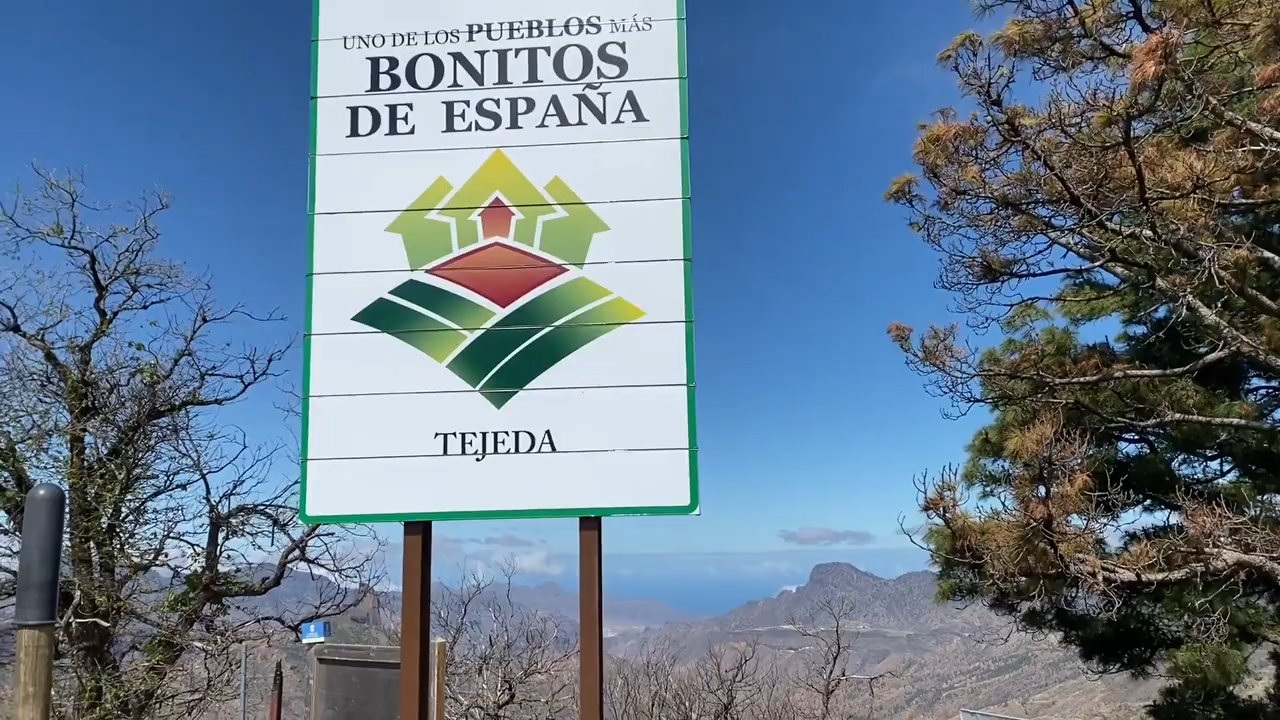 UNO DE LOS PUEBLOS MÁS
BONITOS
DE ESPAÑA
TEJEDA